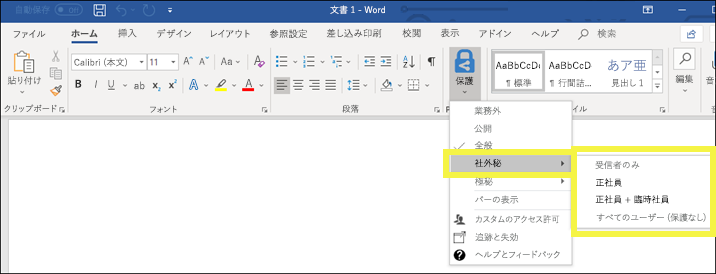 自動保存 オフ 文書 1 - Word
ファイル ホーム 挿入 描画 デザイン レイアウト 参照設定 差し込み印刷 校閲 表示 アドイン ヘルプ 検索
貼り付け
クリップボード
Calibri (本文) 11
B I U ab x₂ x²
フォント
段落
保護
AaBbCcDc
標準
AaBbCcDc
行間詰...
あア亜
見出し 1
スタイル
編集
音
業務外
公開
全般
社外秘
極秘
バーの表示
カスタムのアクセス許可
追跡と失効
ヘルプとフィードバック
受信者のみ
正社員
正社員 + 臨時社員
すべてのユーザー (保護なし)